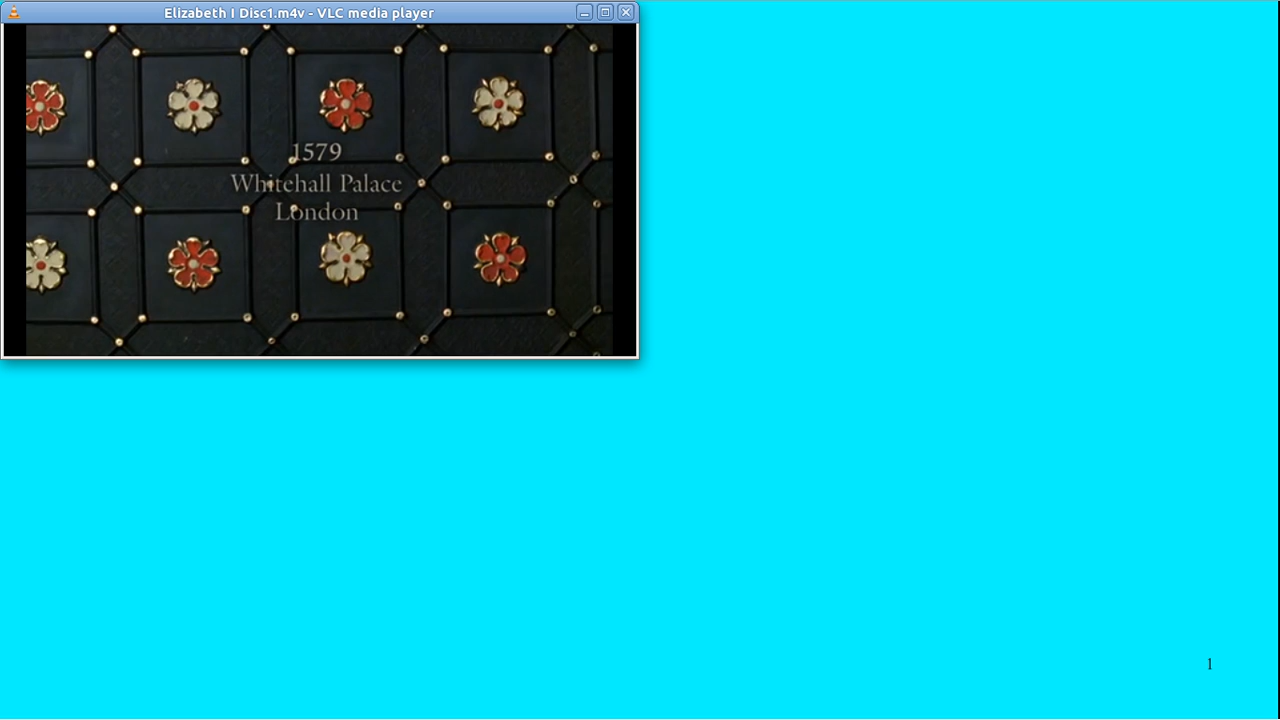 Elizabeth I Disc1.m4v - VLC media player
1579
Whitehall Palace
London
1